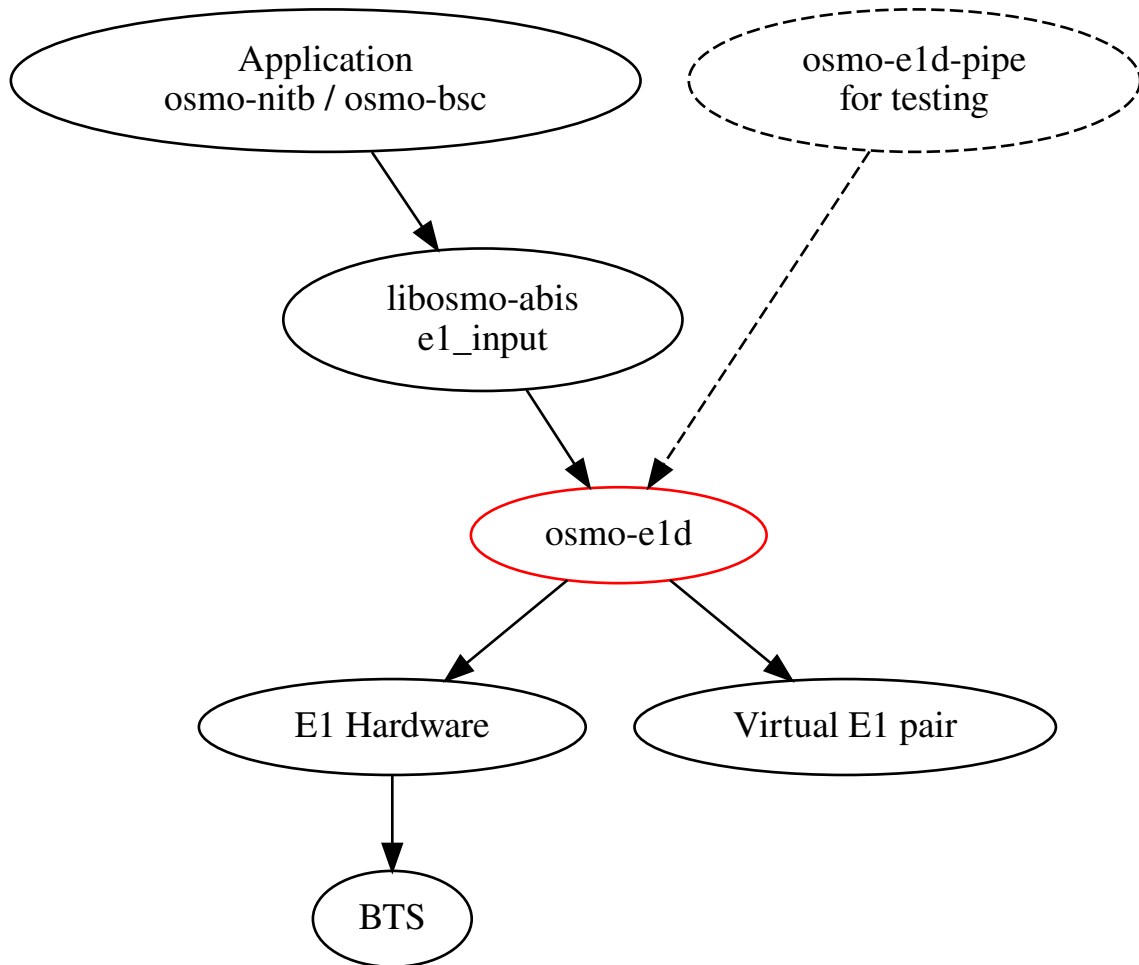 Application
osmo-nitb / osmo-bsc
osmo-e1d-pipe
for testing
libosmo-abis
e1_input
osmo-e1d
E1 Hardware
Virtual E1 pair
BTS